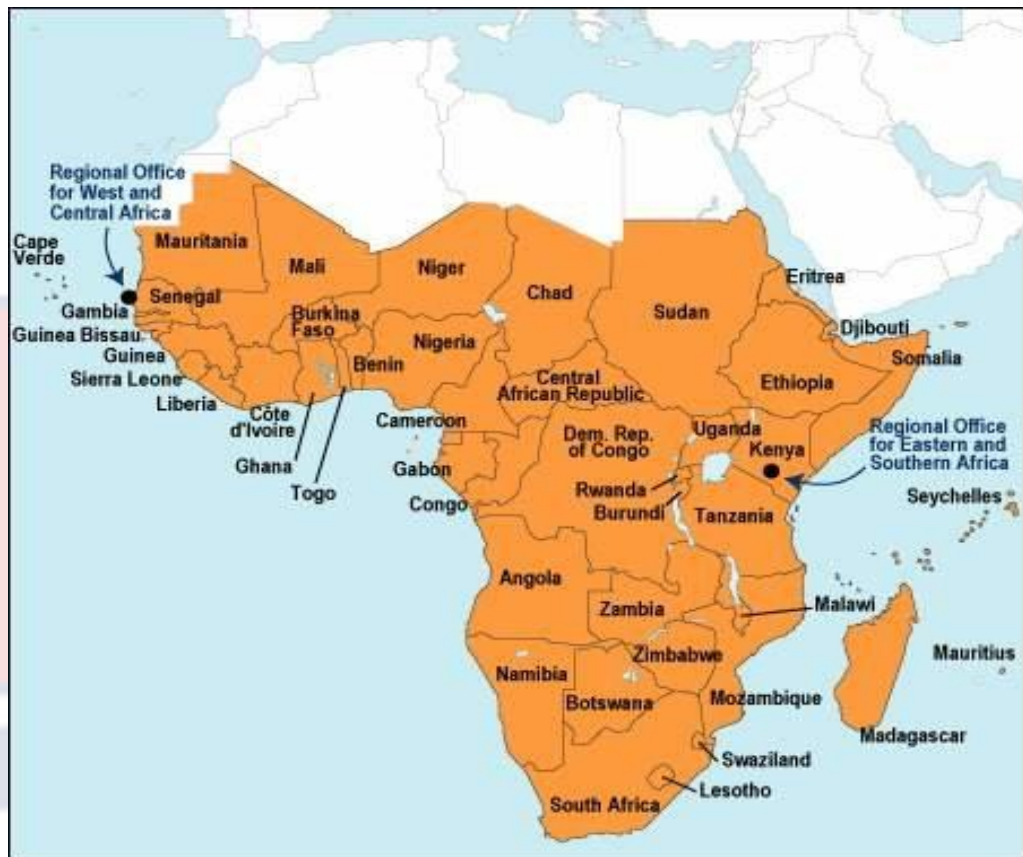 Regional Office
for West and
Central Africa
Cape
Verde
Mauritania
Mali
Niger
Chad
Sudan
Eritrea
Gambia
Senegal
Burkina
Faso
Djibouti
Guinea Bissau
Guinea
Nigeria
Benin
Somalia
Sierra Leone
Liberia
Central
African Republic
Ethiopia
Côte
d'Ivoire
Cameroon
Uganda
Regional Office
for Eastern and
Southern Africa
Dem. Rep.
of Congo
Kenya
Ghana
Gabón
Togo
Congo
Rwanda
Burundi
Tanzania
Seychelles
Angola
Zambia
Malawi
Zimbabwe
Mauritius
Namibia
Botswana
Mozambique
Madagascar
Swaziland
Lesotho
South Africa